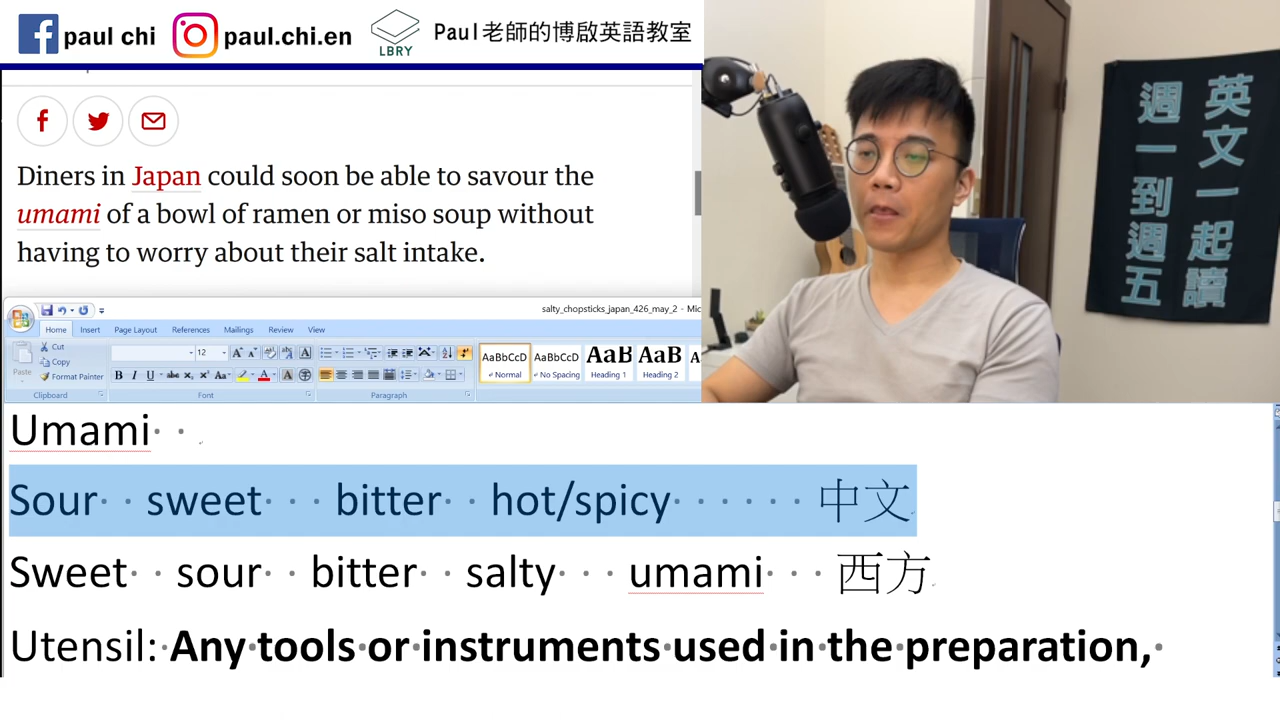 paul chi paul.chi.en LBRY Paul老師的博啟英語教室
Diners in Japan could soon be able to savour the
umami of a bowl of ramen or miso soup without
having to worry about their salt intake.
salty_chopsticks_japan_426_may_2 - Mic
Home Insert Page Layout References Mailings Review View
Paste Cut Copy Format Painter
12
AaBbCcD AaBbCcD AaBb AaBb
Normal No Spacing Heading 1 Heading 2
Clipboard Font Paragraph
Umami
Sour sweet bitter hot/spicy 中文
Sweet sour bitter salty umami 西方
Utensil: Any tools or instruments used in the preparation,
英文一起讀
週一到週五